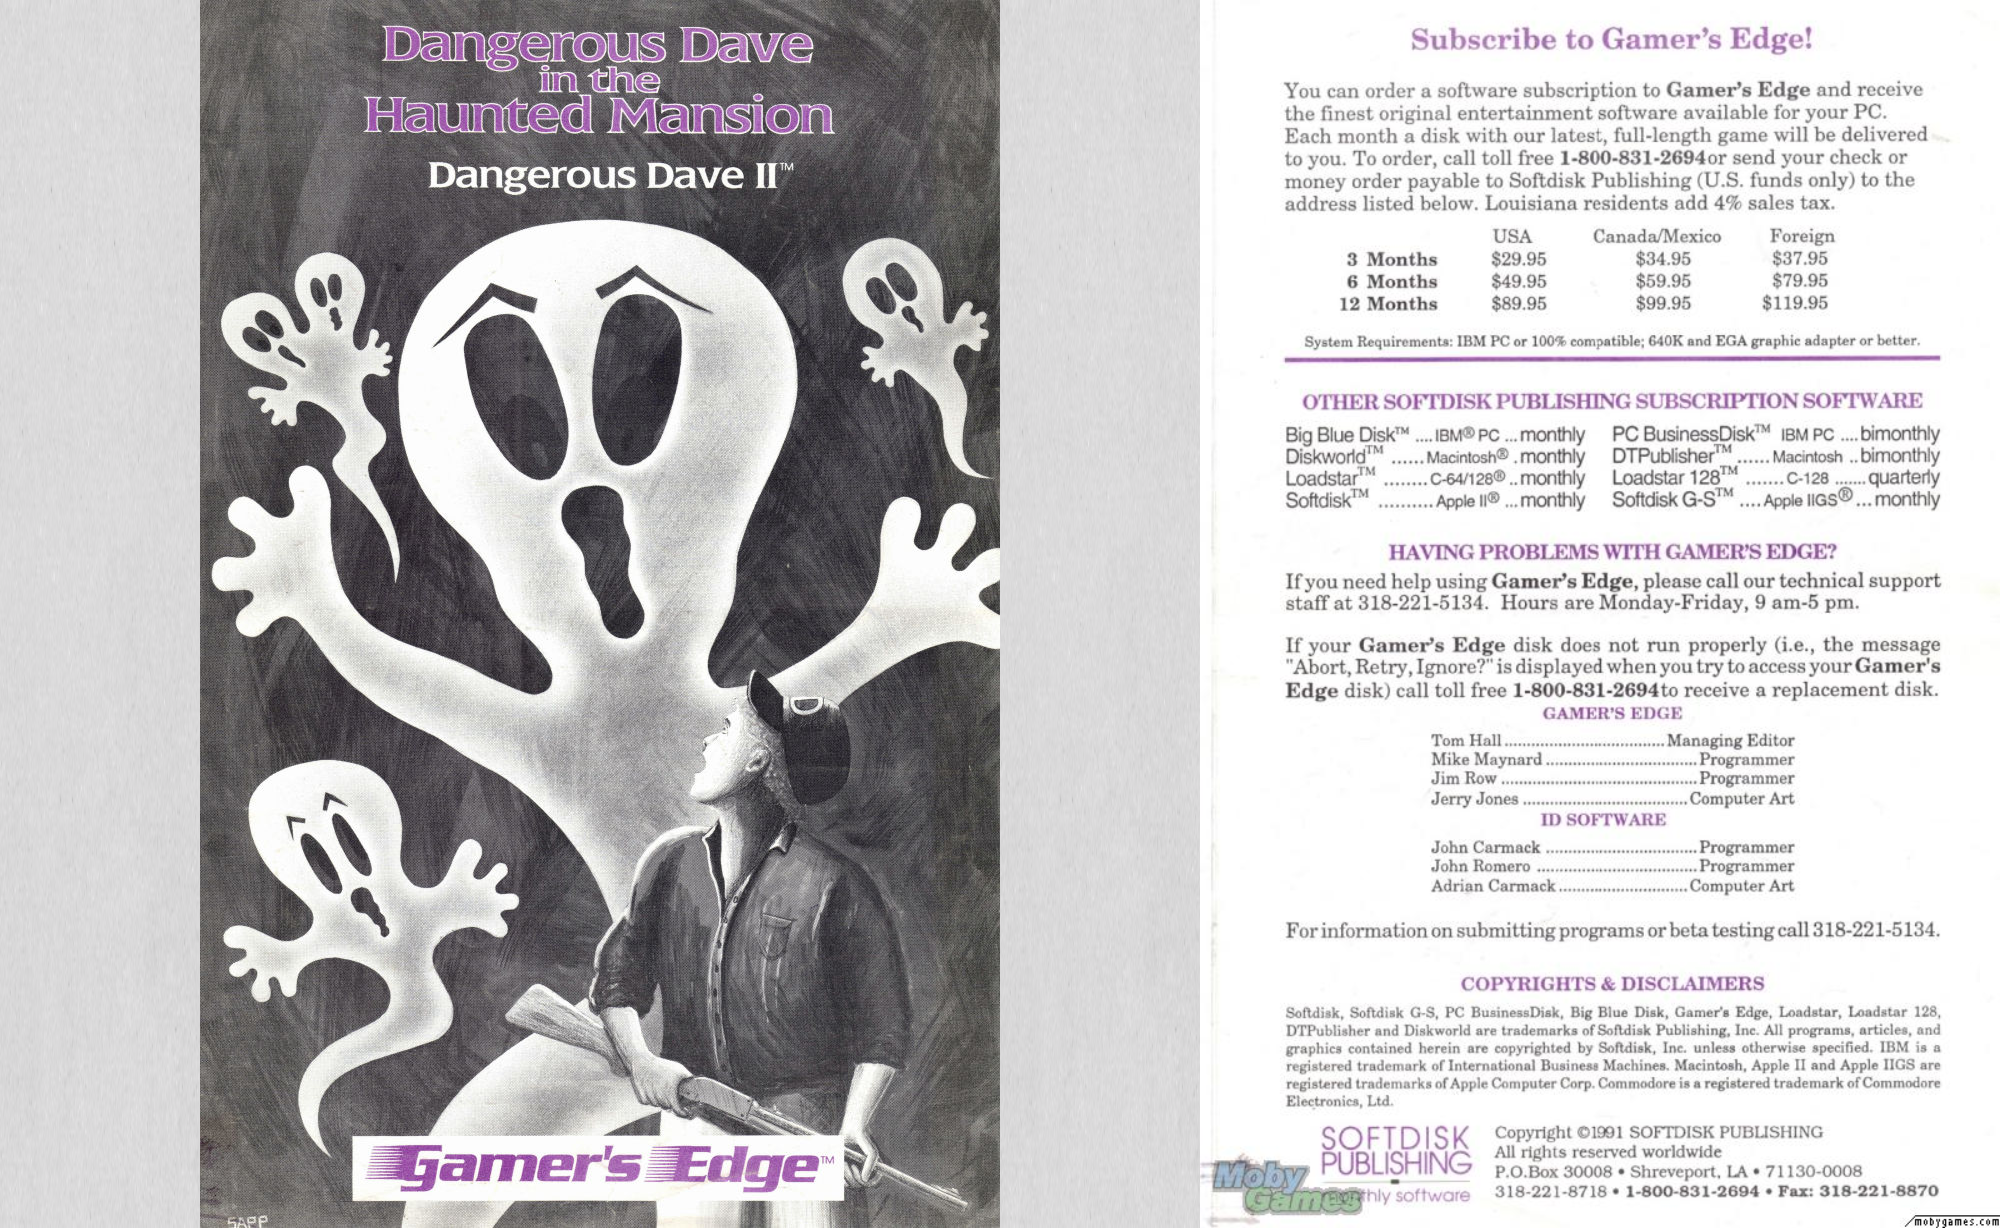 Dangerous Dave
in the
Haunted Mansion
Dangerous Dave II™
Gamer's Edge™
SAPP
Subscribe to Gamer's Edge!
You can order a software subscription to Gamer's Edge and receive
the finest original entertainment software available for your PC.
Each month a disk with our latest, full-length game will be delivered
to you. To order, call toll free 1-800-831-2694or send your check or
money order payable to Softdisk Publishing (U.S. funds only) to the
address listed below. Louisiana residents add 4% sales tax.
USA Canada/Mexico Foreign
3 Months $29.95 $34.95 $37.95
6 Months $49.95 $59.95 $79.95
12 Months $89.95 $99.95 $119.95
System Requirements: IBM PC or 100% compatible; 640K and EGA graphic adapter or better.
OTHER SOFTDISK PUBLISHING SUBSCRIPTION SOFTWARE
Big Blue Disk™ .... IBM® PC ... monthly PC BusinessDisk™ IBM PC .... bimonthly
Diskworld™ ...... Macintosh® . monthly DTPublisher™ ...... Macintosh .. bimonthly
Loadstar™ ........ C-64/128® .. monthly Loadstar 128™ ....... C-128 ....... quarterly
Softdisk™ .......... Apple II® ... monthly Softdisk G-S™ .... Apple IIGS® ... monthly
HAVING PROBLEMS WITH GAMER'S EDGE?
If you need help using Gamer's Edge, please call our technical support
staff at 318-221-5134. Hours are Monday-Friday, 9 am-5 pm.
If your Gamer's Edge disk does not run properly (i.e., the message
"Abort, Retry, Ignore?" is displayed when you try to access your Gamer's
Edge disk) call toll free 1-800-831-2694to receive a replacement disk.
GAMER'S EDGE
Tom Hall .................................... Managing Editor
Mike Maynard .................................. Programmer
Jim Row ............................................ Programmer
Jerry Jones ..................................... Computer Art
ID SOFTWARE
John Carmack .................................. Programmer
John Romero .................................... Programmer
Adrian Carmack ............................. Computer Art
For information on submitting programs or beta testing call 318-221-5134.
COPYRIGHTS & DISCLAIMERS
Softdisk, Softdisk G-S, PC BusinessDisk, Big Blue Disk, Gamer's Edge, Loadstar, Loadstar 128,
DTPublisher and Diskworld are trademarks of Softdisk Publishing, Inc. All programs, articles, and
graphics contained herein are copyrighted by Softdisk, Inc. unless otherwise specified. IBM is a
registered trademark of International Business Machines. Macintosh, Apple II and Apple IIGS are
registered trademarks of Apple Computer Corp. Commodore is a registered trademark of Commodore
Electronics, Ltd.
SOFTDISK
PUBLISHING
monthly software
Copyright ©1991 SOFTDISK PUBLISHING
All rights reserved worldwide
P.O.Box 30008 • Shreveport, LA • 71130-0008
318-221-8718 • 1-800-831-2694 • Fax: 318-221-8870
Moby
Games
mobygames.com